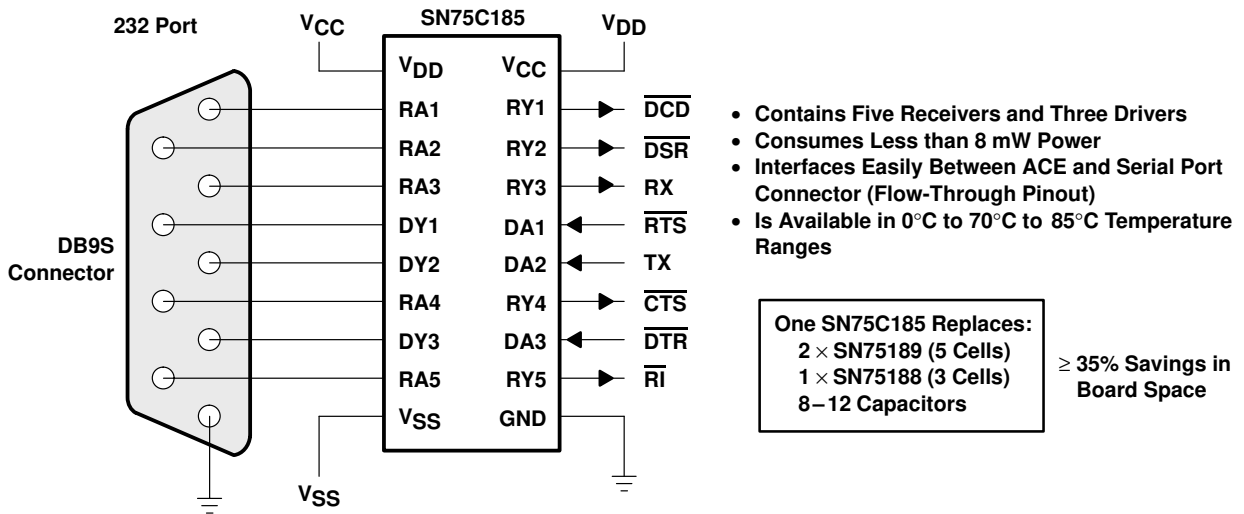 232 Port
VCC
SN75C185
VDD
VDD VCC
RA1 RY1 DCD
RA2 RY2 DSR
RA3 RY3 RX
DY1 DA1 RTS
DY2 DA2 TX
RA4 RY4 CTS
DY3 DA3 DTR
RA5 RY5 RI
VSS GND
VSS
DB9S
Connector
• Contains Five Receivers and Three Drivers
• Consumes Less than 8 mW Power
• Interfaces Easily Between ACE and Serial Port
Connector (Flow-Through Pinout)
• Is Available in 0°C to 70°C to 85°C Temperature
Ranges
One SN75C185 Replaces:
2 × SN75189 (5 Cells)
1 × SN75188 (3 Cells)
8–12 Capacitors
≥ 35% Savings in
Board Space